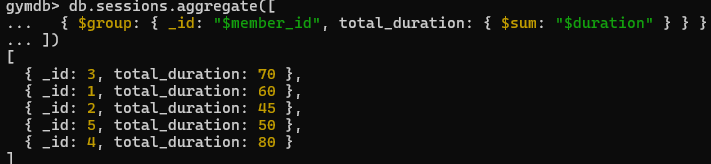 gymdb> db.sessions.aggregate([
...   { $group: { _id: "$member_id", total_duration: { $sum: "$duration" } } }
... ])
[
  { _id: 3, total_duration: 70 },
  { _id: 1, total_duration: 60 },
  { _id: 2, total_duration: 45 },
  { _id: 5, total_duration: 50 },
  { _id: 4, total_duration: 80 }
]